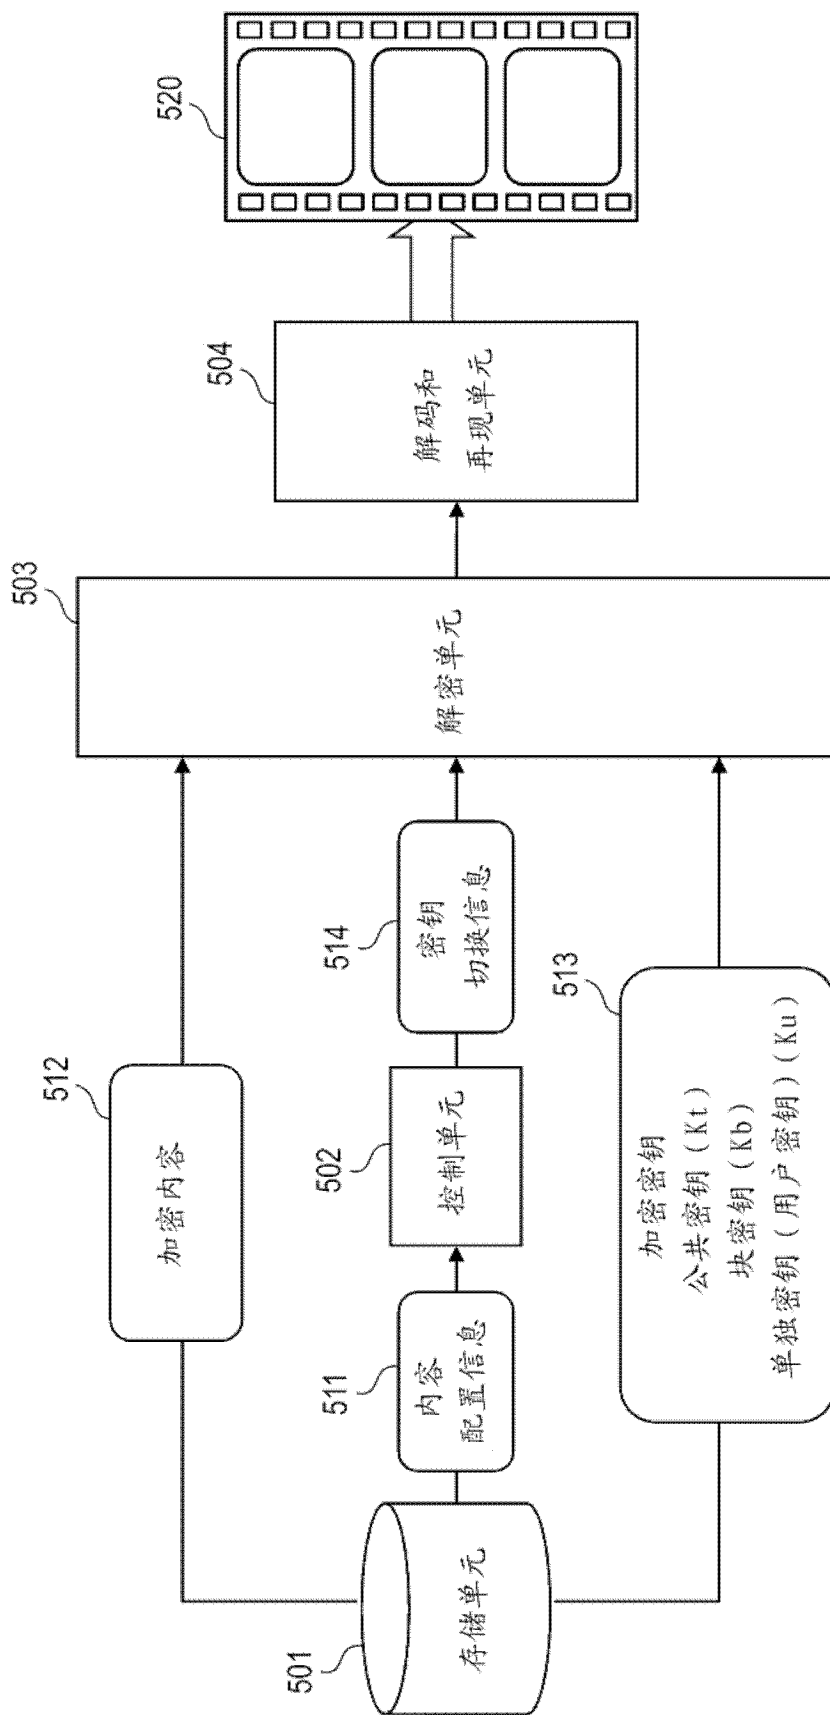 501
存储单元
512
加密内容
511
内容
配置信息
502
控制单元
514
密钥
切换信息
513
加密密钥
公共密钥(Kt)
块密钥(Kb)
单独密钥(用户密钥)(Ku)
503
解密单元
504
解码和
再现单元
520